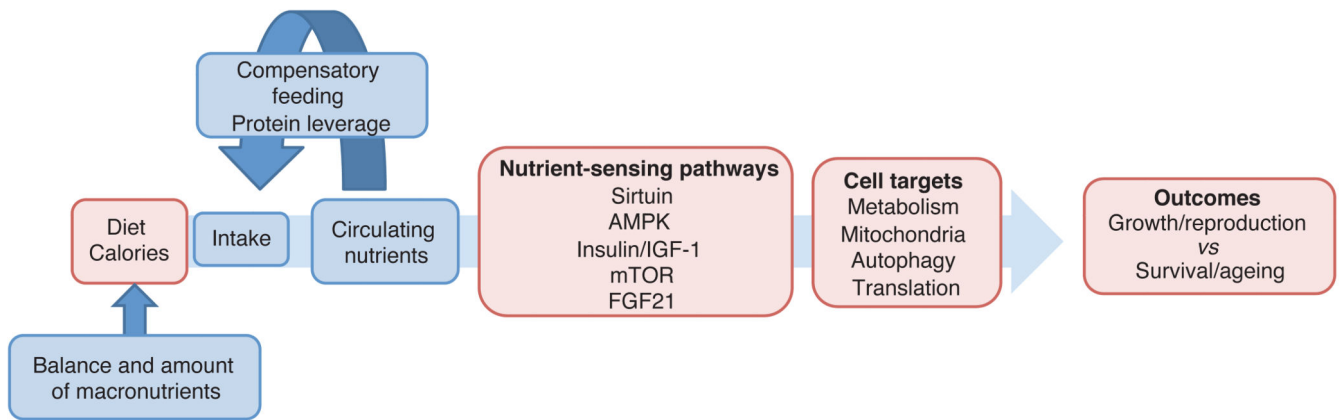 Compensatory
feeding
Protein leverage
Diet
Calories
Intake
Circulating
nutrients
Nutrient-sensing pathways
Sirtuin
AMPK
Insulin/IGF-1
mTOR
FGF21
Cell targets
Metabolism
Mitochondria
Autophagy
Translation
Outcomes
Growth/reproduction
vs
Survival/ageing
Balance and amount
of macronutrients